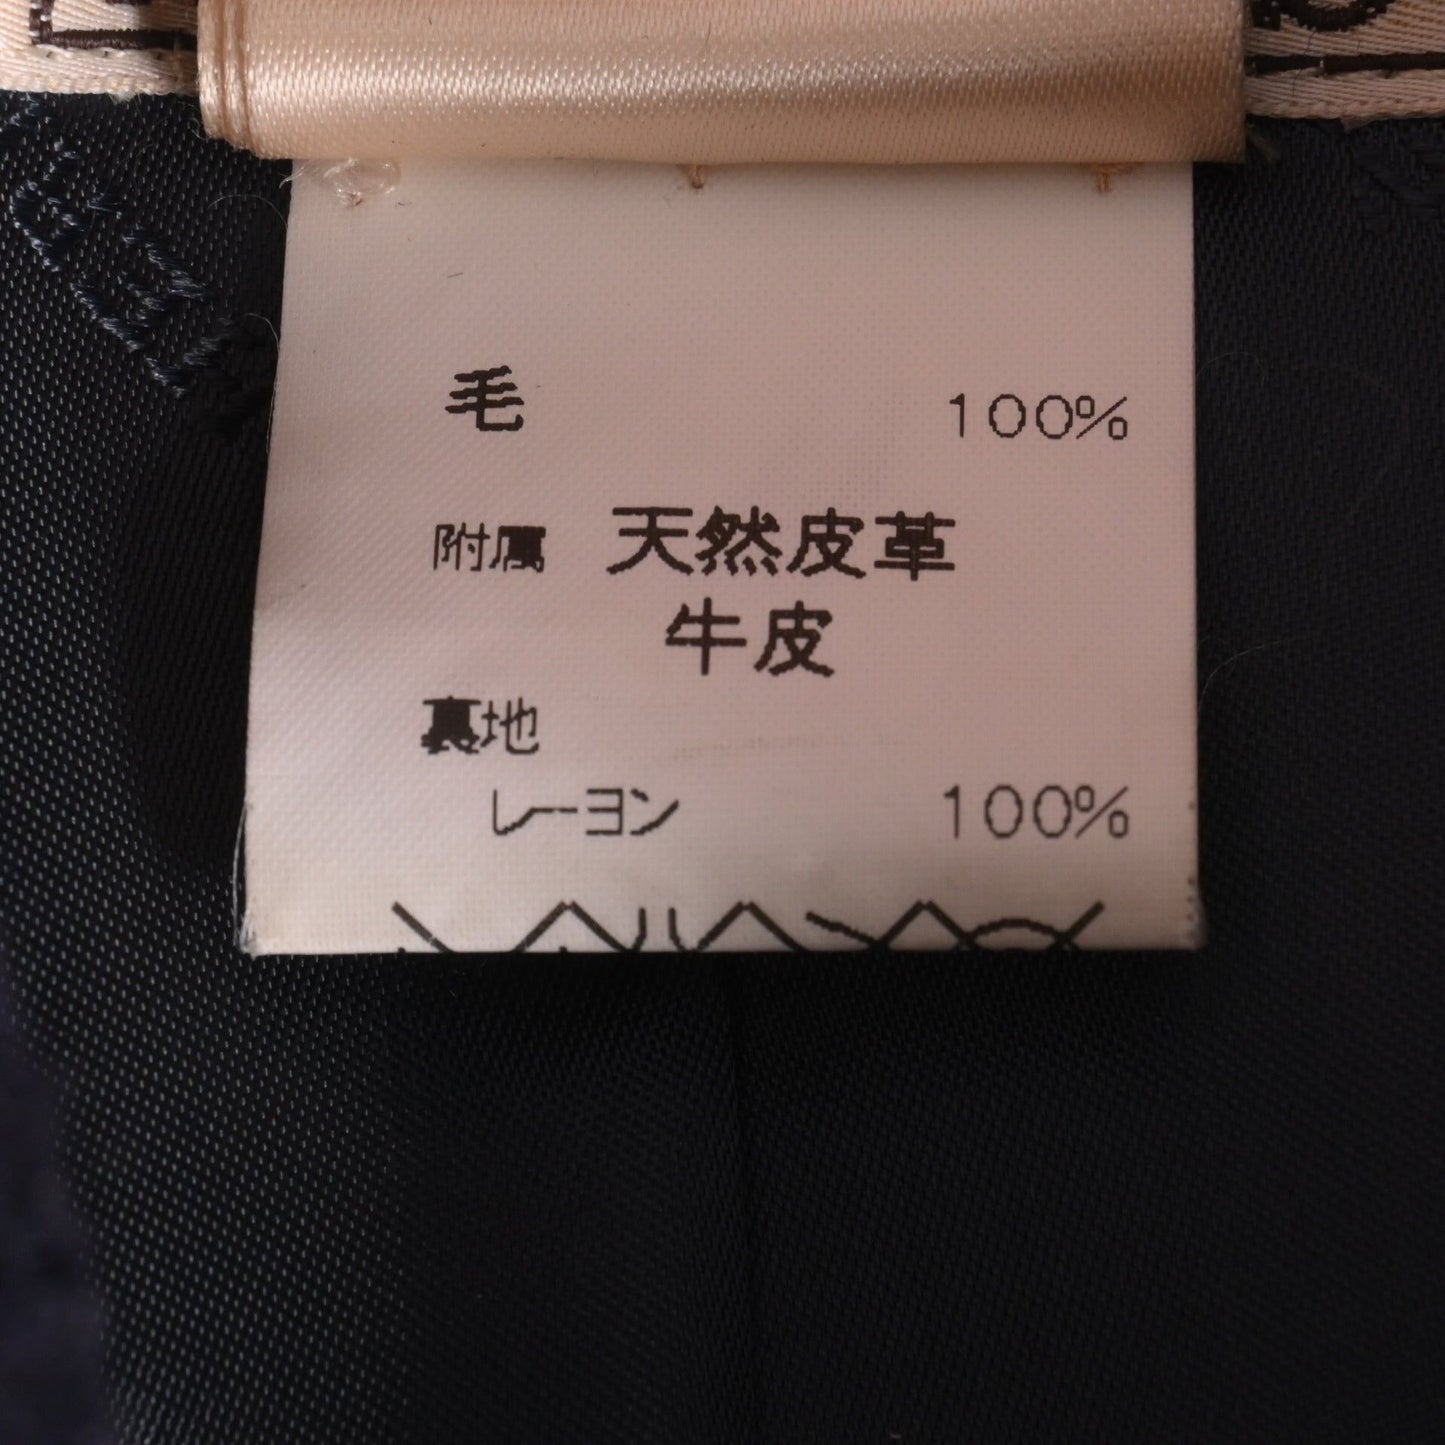 毛 100%
附属 天然皮革
牛皮
裏地
レーヨン 100%